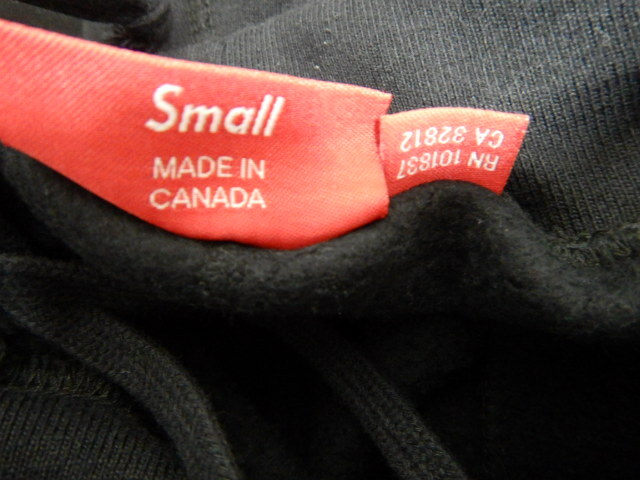 Small
MADE IN
CANADA
RN 101837
CA 32812